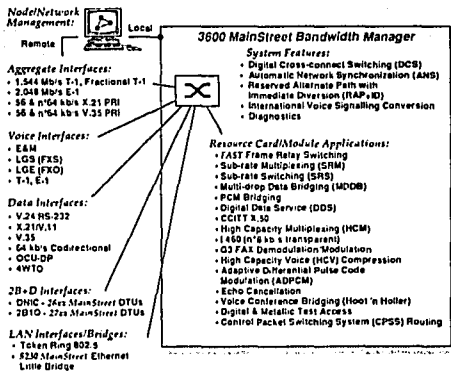 Node/Network
Management:
Local
Remote
3600 MainStreet Bandwidth Manager
System Features:
• Digital Cross-connect Switching (DCS)
• Automatic Network Synchronization (ANS)
• Reserved Alternate Path with
Immediate Diversion (RAP•ID)
• International Voice Signalling Conversion
• Diagnostics
Aggregate Interfaces:
• 1.544 Mb/s T-1, Fractional T-1
• 2.048 Mb/s E-1
• 56 & n*64 kb/s X.21 PRI
• 56 & n*64 kb/s V.35 PRI
Voice Interfaces:
• E&M
• LGS (FXS)
• LGE (FXO)
• T-1, E-1
Data Interfaces:
• V.24 RS-232
• X.21/V.11
• V.35
• 64 kb/s Codirectional
• OCU-DP
• 4WTO
2B+D Interfaces:
• DNIC - 26xx MainStreet DTUs
• 2B1Q - 27xx MainStreet DTUs
LAN Interfaces/Bridges:
• Token Ring 802.5
• 5230 MainStreet Ethernet
Little Bridge
Resource Card/Module Applications:
• FAST Frame Relay Switching
• Sub-rate Multiplexing (SRM)
• Sub-rate Switching (SRS)
• Multi-drop Data Bridging (MDDB)
• PCM Bridging
• Digital Data Service (DDS)
• CCITT X.50
• High Capacity Multiplexing (HCM)
• I.460 (n*8 kb/s transparent)
• G3 FAX Demodulation/Modulation
• High Capacity Voice (HCV) Compression
• Adaptive Differential Pulse Code
Modulation (ADPCM)
• Echo Cancellation
• Voice Conference Bridging (Hoot 'n Holler)
• Digital & Metallic Test Access
• Control Packet Switching System (CPSS) Routing